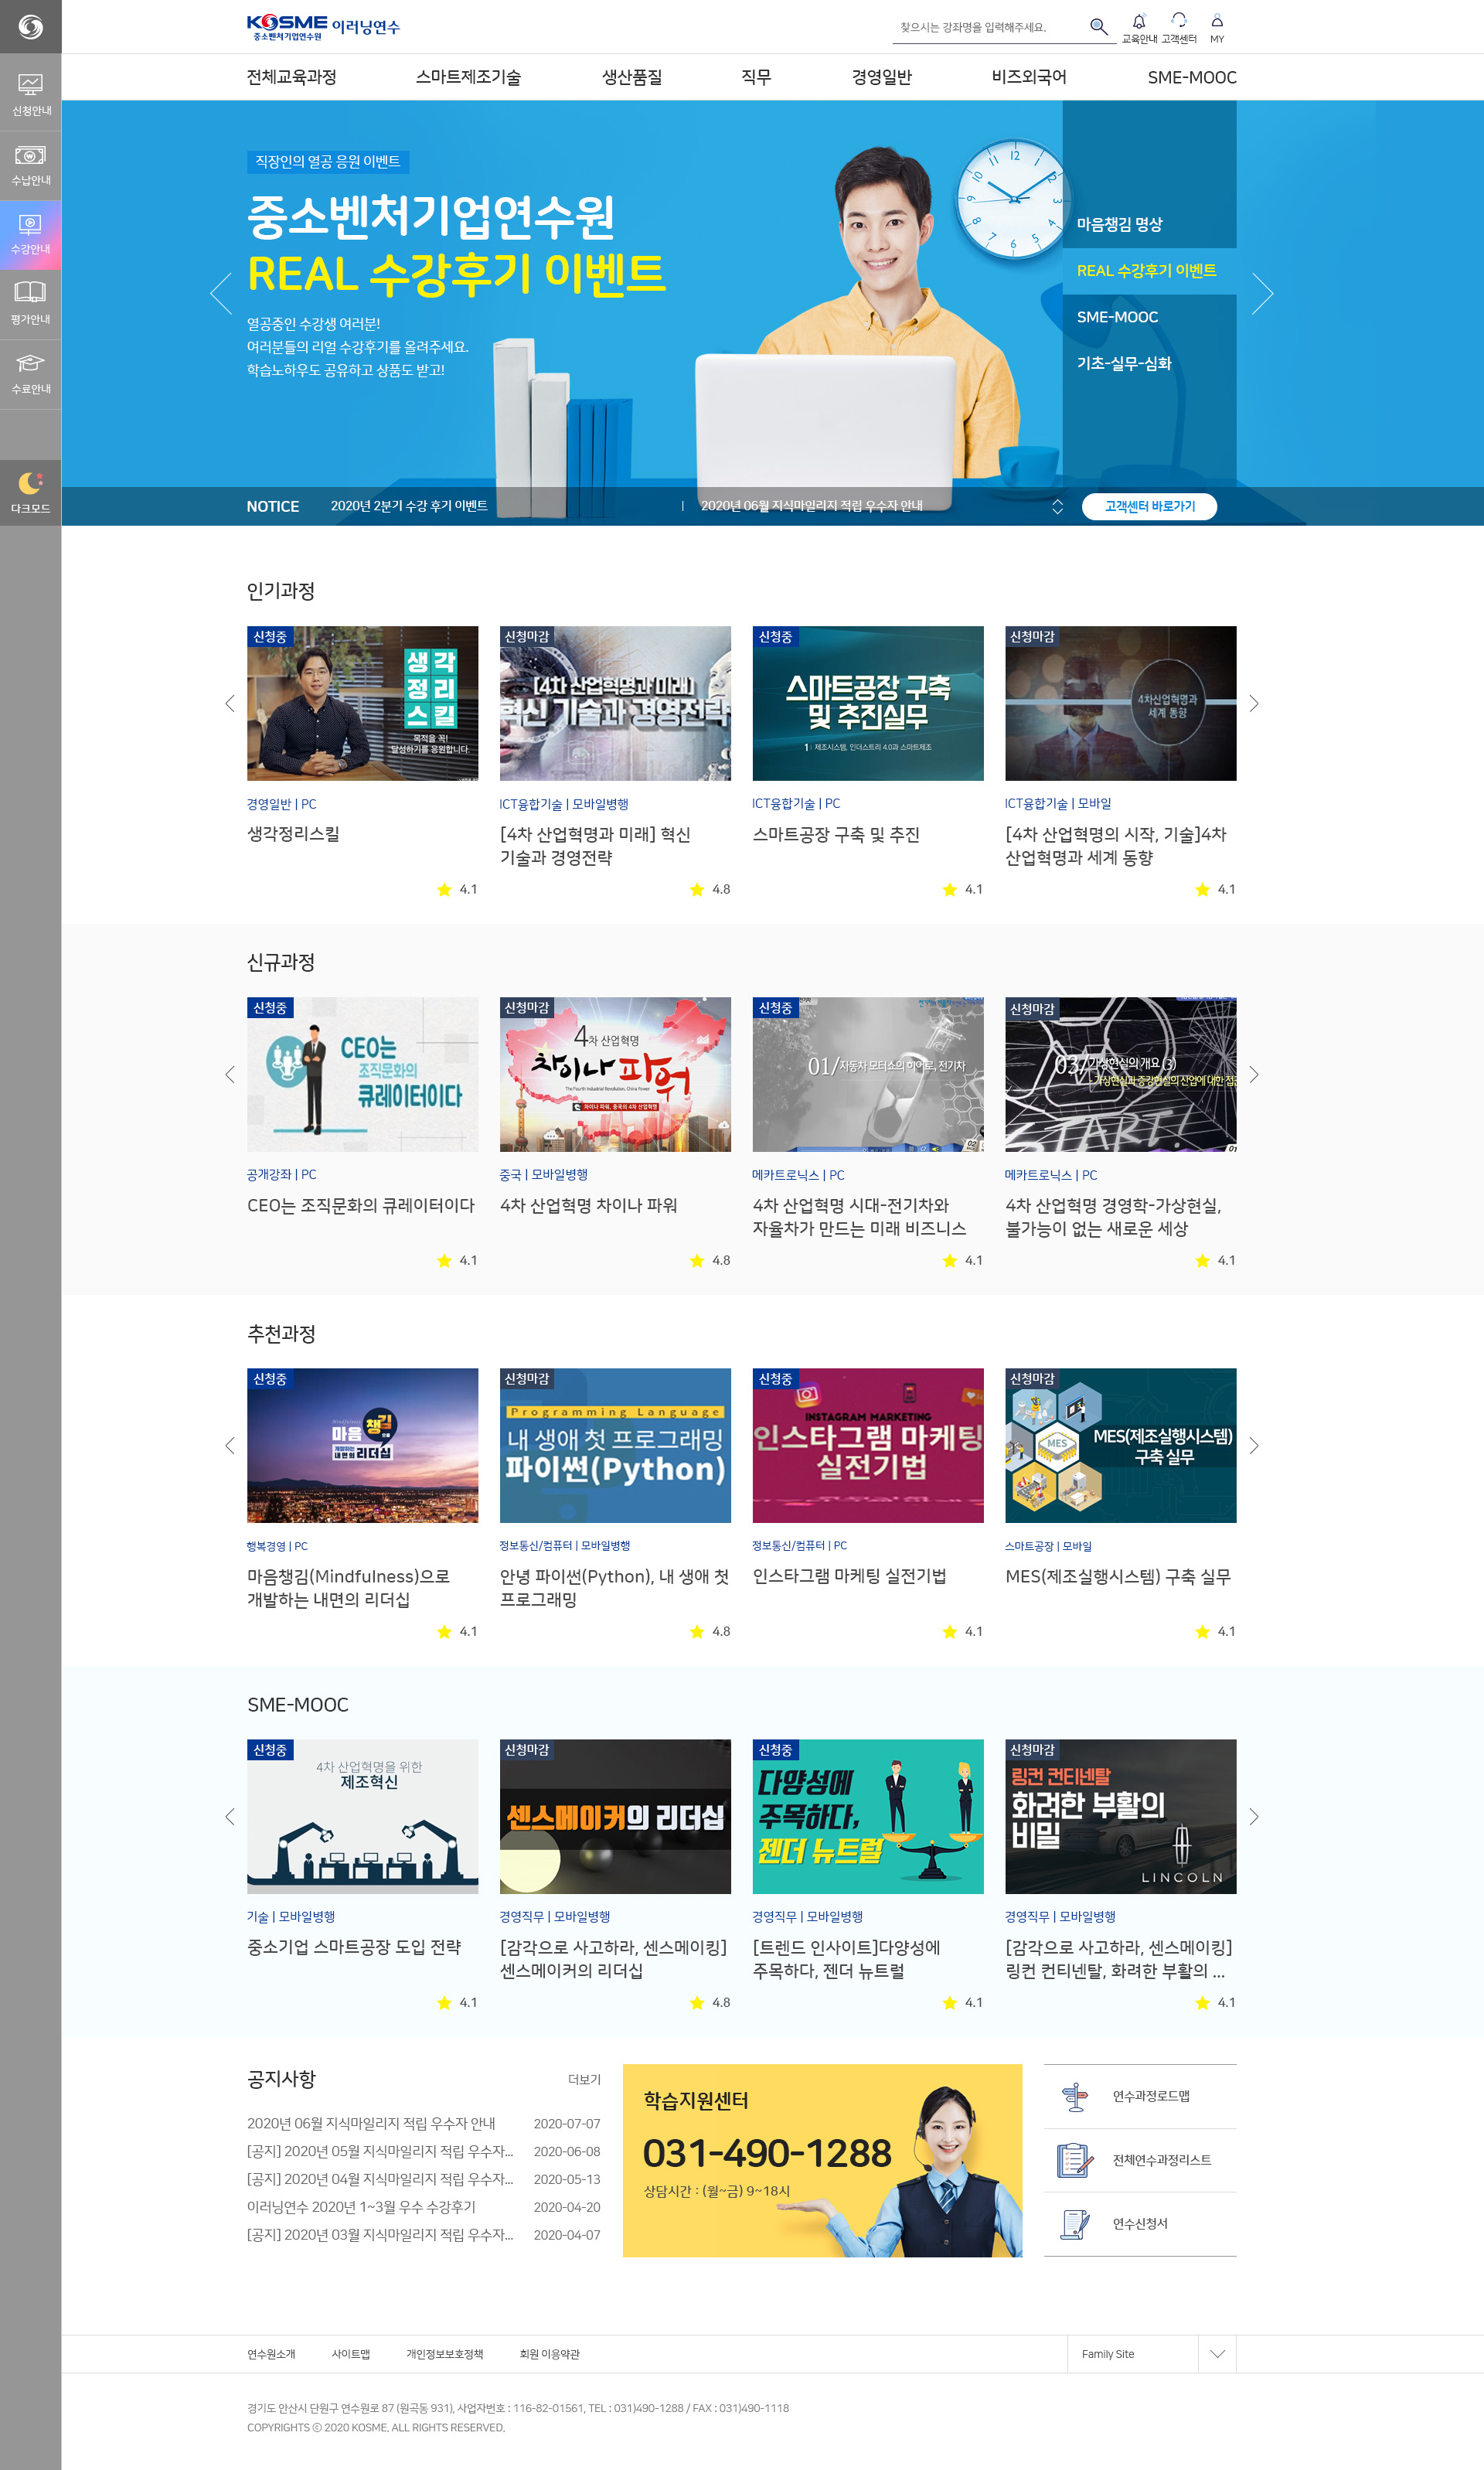 KOSME 이러닝연수
중소벤처기업연수원
찾으시는 강좌명을 입력해주세요.
교육안내 고객센터 MY
전체교육과정 스마트제조기술 생산품질 직무 경영일반 비즈외국어 SME-MOOC
신청안내
수납안내
수강안내
평가안내
수료안내
다크모드
직장인의 열공 응원 이벤트
중소벤처기업연수원
REAL 수강후기 이벤트
열공중인 수강생 여러분!
여러분들의 리얼 수강후기를 올려주세요.
학습노하우도 공유하고 상품도 받고!
마음챙김 명상
REAL 수강후기 이벤트
SME-MOOC
기초-실무-심화
NOTICE 2020년 2분기 수강 후기 이벤트 | 2020년 06월 지식마일리지 적립 우수자 안내 고객센터 바로가기
인기과정
신청중 신청마감 신청중 신청마감
생각
정리
스킬
목적을 꼭!
달성하기를 응원합니다
[4차 산업혁명과 미래]
혁신 기술과 경영전략
스마트공장 구축
및 추진실무
1 | 제조시스템, 인더스트리 4.0과 스마트제조
4차산업혁명과
세계 동향
경영일반 | PC ICT융합기술 | 모바일병행 ICT융합기술 | PC ICT융합기술 | 모바일
생각정리스킬
[4차 산업혁명과 미래] 혁신
기술과 경영전략
스마트공장 구축 및 추진
[4차 산업혁명의 시작, 기술]4차
산업혁명과 세계 동향
4.1 4.8 4.1 4.1
신규과정
신청중 신청마감 신청중 신청마감
CEO는
조직문화의
큐레이터이다
4차 산업혁명
차이나 파워
The Fourth Industrial Revolution, China Power
차이나 파워, 중국의 4차 산업혁명
01/자동차 모터쇼의 히어로, 전기차
02
03/가상현실의 개요 (3)
- 가상현실과 증강현실의 산업에 대한 접근
START!
공개강좌 | PC 중국 | 모바일병행 메카트로닉스 | PC 메카트로닉스 | PC
CEO는 조직문화의 큐레이터이다
4차 산업혁명 차이나 파워
4차 산업혁명 시대-전기차와
자율차가 만드는 미래 비즈니스
4차 산업혁명 경영학-가상현실,
불가능이 없는 새로운 세상
4.1 4.8 4.1 4.1
추천과정
신청중 신청마감 신청중 신청마감
Mindfulness
마음챙김으로
개발하는
내면의 리더십
Programming Language
내 생애 첫 프로그래밍
파이썬(Python)
INSTAGRAM MARKETING
인스타그램 마케팅
실전기법
MES
MES(제조실행시스템)
구축 실무
행복경영 | PC 정보통신/컴퓨터 | 모바일병행 정보통신/컴퓨터 | PC 스마트공장 | 모바일
마음챙김(Mindfulness)으로
개발하는 내면의 리더십
안녕 파이썬(Python), 내 생애 첫
프로그래밍
인스타그램 마케팅 실전기법
MES(제조실행시스템) 구축 실무
4.1 4.8 4.1 4.1
SME-MOOC
신청중 신청마감 신청중 신청마감
4차 산업혁명을 위한
제조혁신
센스메이커의 리더십
다양성에
주목하다,
젠더 뉴트럴
링컨 컨티넨탈
화려한 부활의
비밀
LINCOLN
기술 | 모바일병행 경영직무 | 모바일병행 경영직무 | 모바일병행 경영직무 | 모바일병행
중소기업 스마트공장 도입 전략
[감각으로 사고하라, 센스메이킹]
센스메이커의 리더십
[트렌드 인사이트]다양성에
주목하다, 젠더 뉴트럴
[감각으로 사고하라, 센스메이킹]
링컨 컨티넨탈, 화려한 부활의 ...
4.1 4.8 4.1 4.1
공지사항 더보기
2020년 06월 지식마일리지 적립 우수자 안내 2020-07-07
[공지] 2020년 05월 지식마일리지 적립 우수자... 2020-06-08
[공지] 2020년 04월 지식마일리지 적립 우수자... 2020-05-13
이러닝연수 2020년 1~3월 우수 수강후기 2020-04-20
[공지] 2020년 03월 지식마일리지 적립 우수자... 2020-04-07
학습지원센터
031-490-1288
상담시간 : (월~금) 9~18시
연수과정로드맵
전체연수과정리스트
연수신청서
연수원소개 사이트맵 개인정보보호정책 회원 이용약관 Family Site
경기도 안산시 단원구 연수원로 87 (원곡동 931), 사업자번호 : 116-82-01561, TEL : 031)490-1288 / FAX : 031)490-1118
COPYRIGHTS ⓒ 2020 KOSME. ALL RIGHTS RESERVED.